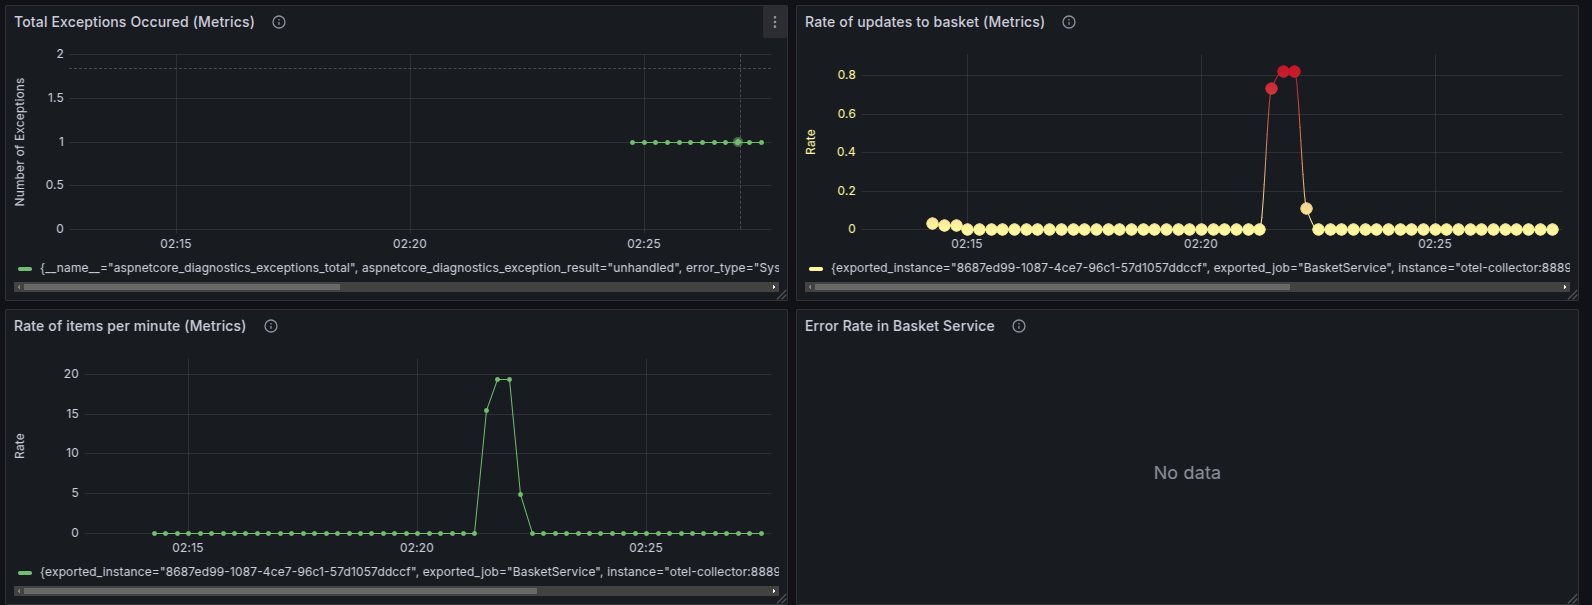 Total Exceptions Occured (Metrics)
Number of Exceptions
2
1.5
1
0.5
0
02:15
02:20
02:25
{__name__="aspnetcore_diagnostics_exceptions_total", aspnetcore_diagnostics_exception_result="unhandled", error_type="Sys
Rate of updates to basket (Metrics)
Rate
0.8
0.6
0.4
0.2
0
02:15
02:20
02:25
{exported_instance="8687ed99-1087-4ce7-96c1-57d1057ddccf", exported_job="BasketService", instance="otel-collector:8889
Rate of items per minute (Metrics)
Rate
20
15
10
5
0
02:15
02:20
02:25
{exported_instance="8687ed99-1087-4ce7-96c1-57d1057ddccf", exported_job="BasketService", instance="otel-collector:8889
Error Rate in Basket Service
No data